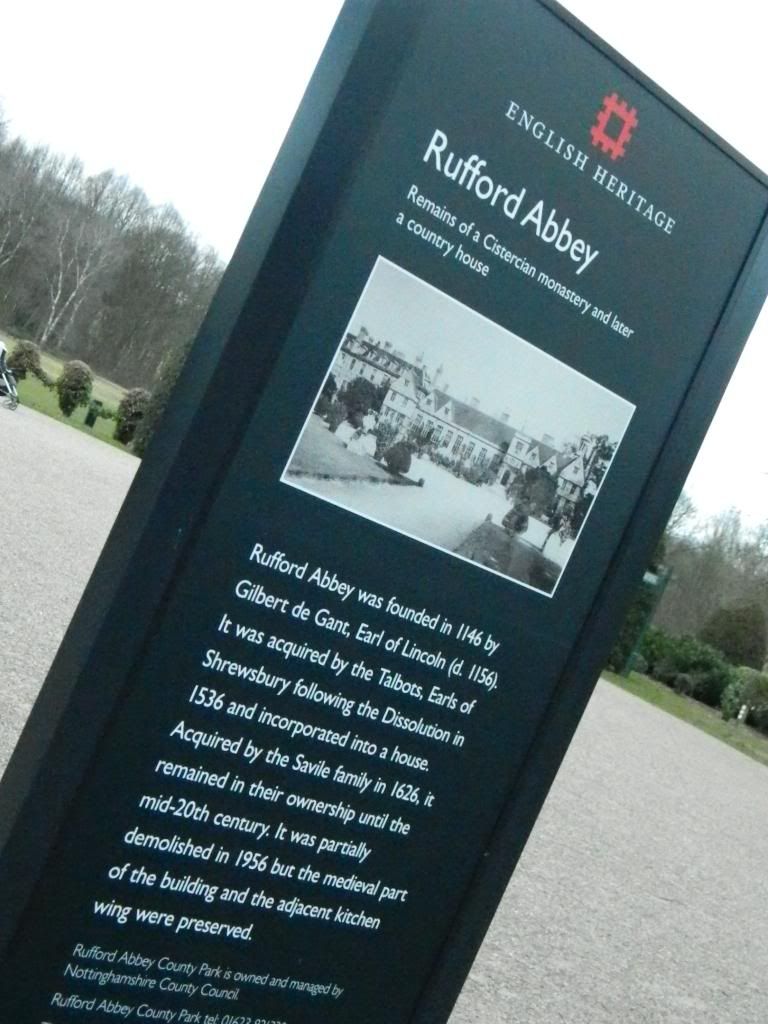 ENGLISH HERITAGE
Rufford Abbey
Remains of a Cistercian monastery and later
a country house
Rufford Abbey was founded in 1146 by
Gilbert de Gant, Earl of Lincoln (d. 1156).
It was acquired by the Talbots, Earls of
Shrewsbury following the Dissolution in
1536 and incorporated into a house.
Acquired by the Savile family in 1626, it
remained in their ownership until the
mid-20th century. It was partially
demolished in 1956 but the medieval part
of the building and the adjacent kitchen
wing were preserved.
Rufford Abbey County Park is owned and managed by
Nottinghamshire County Council.
Rufford Abbey County Park tel: 01623